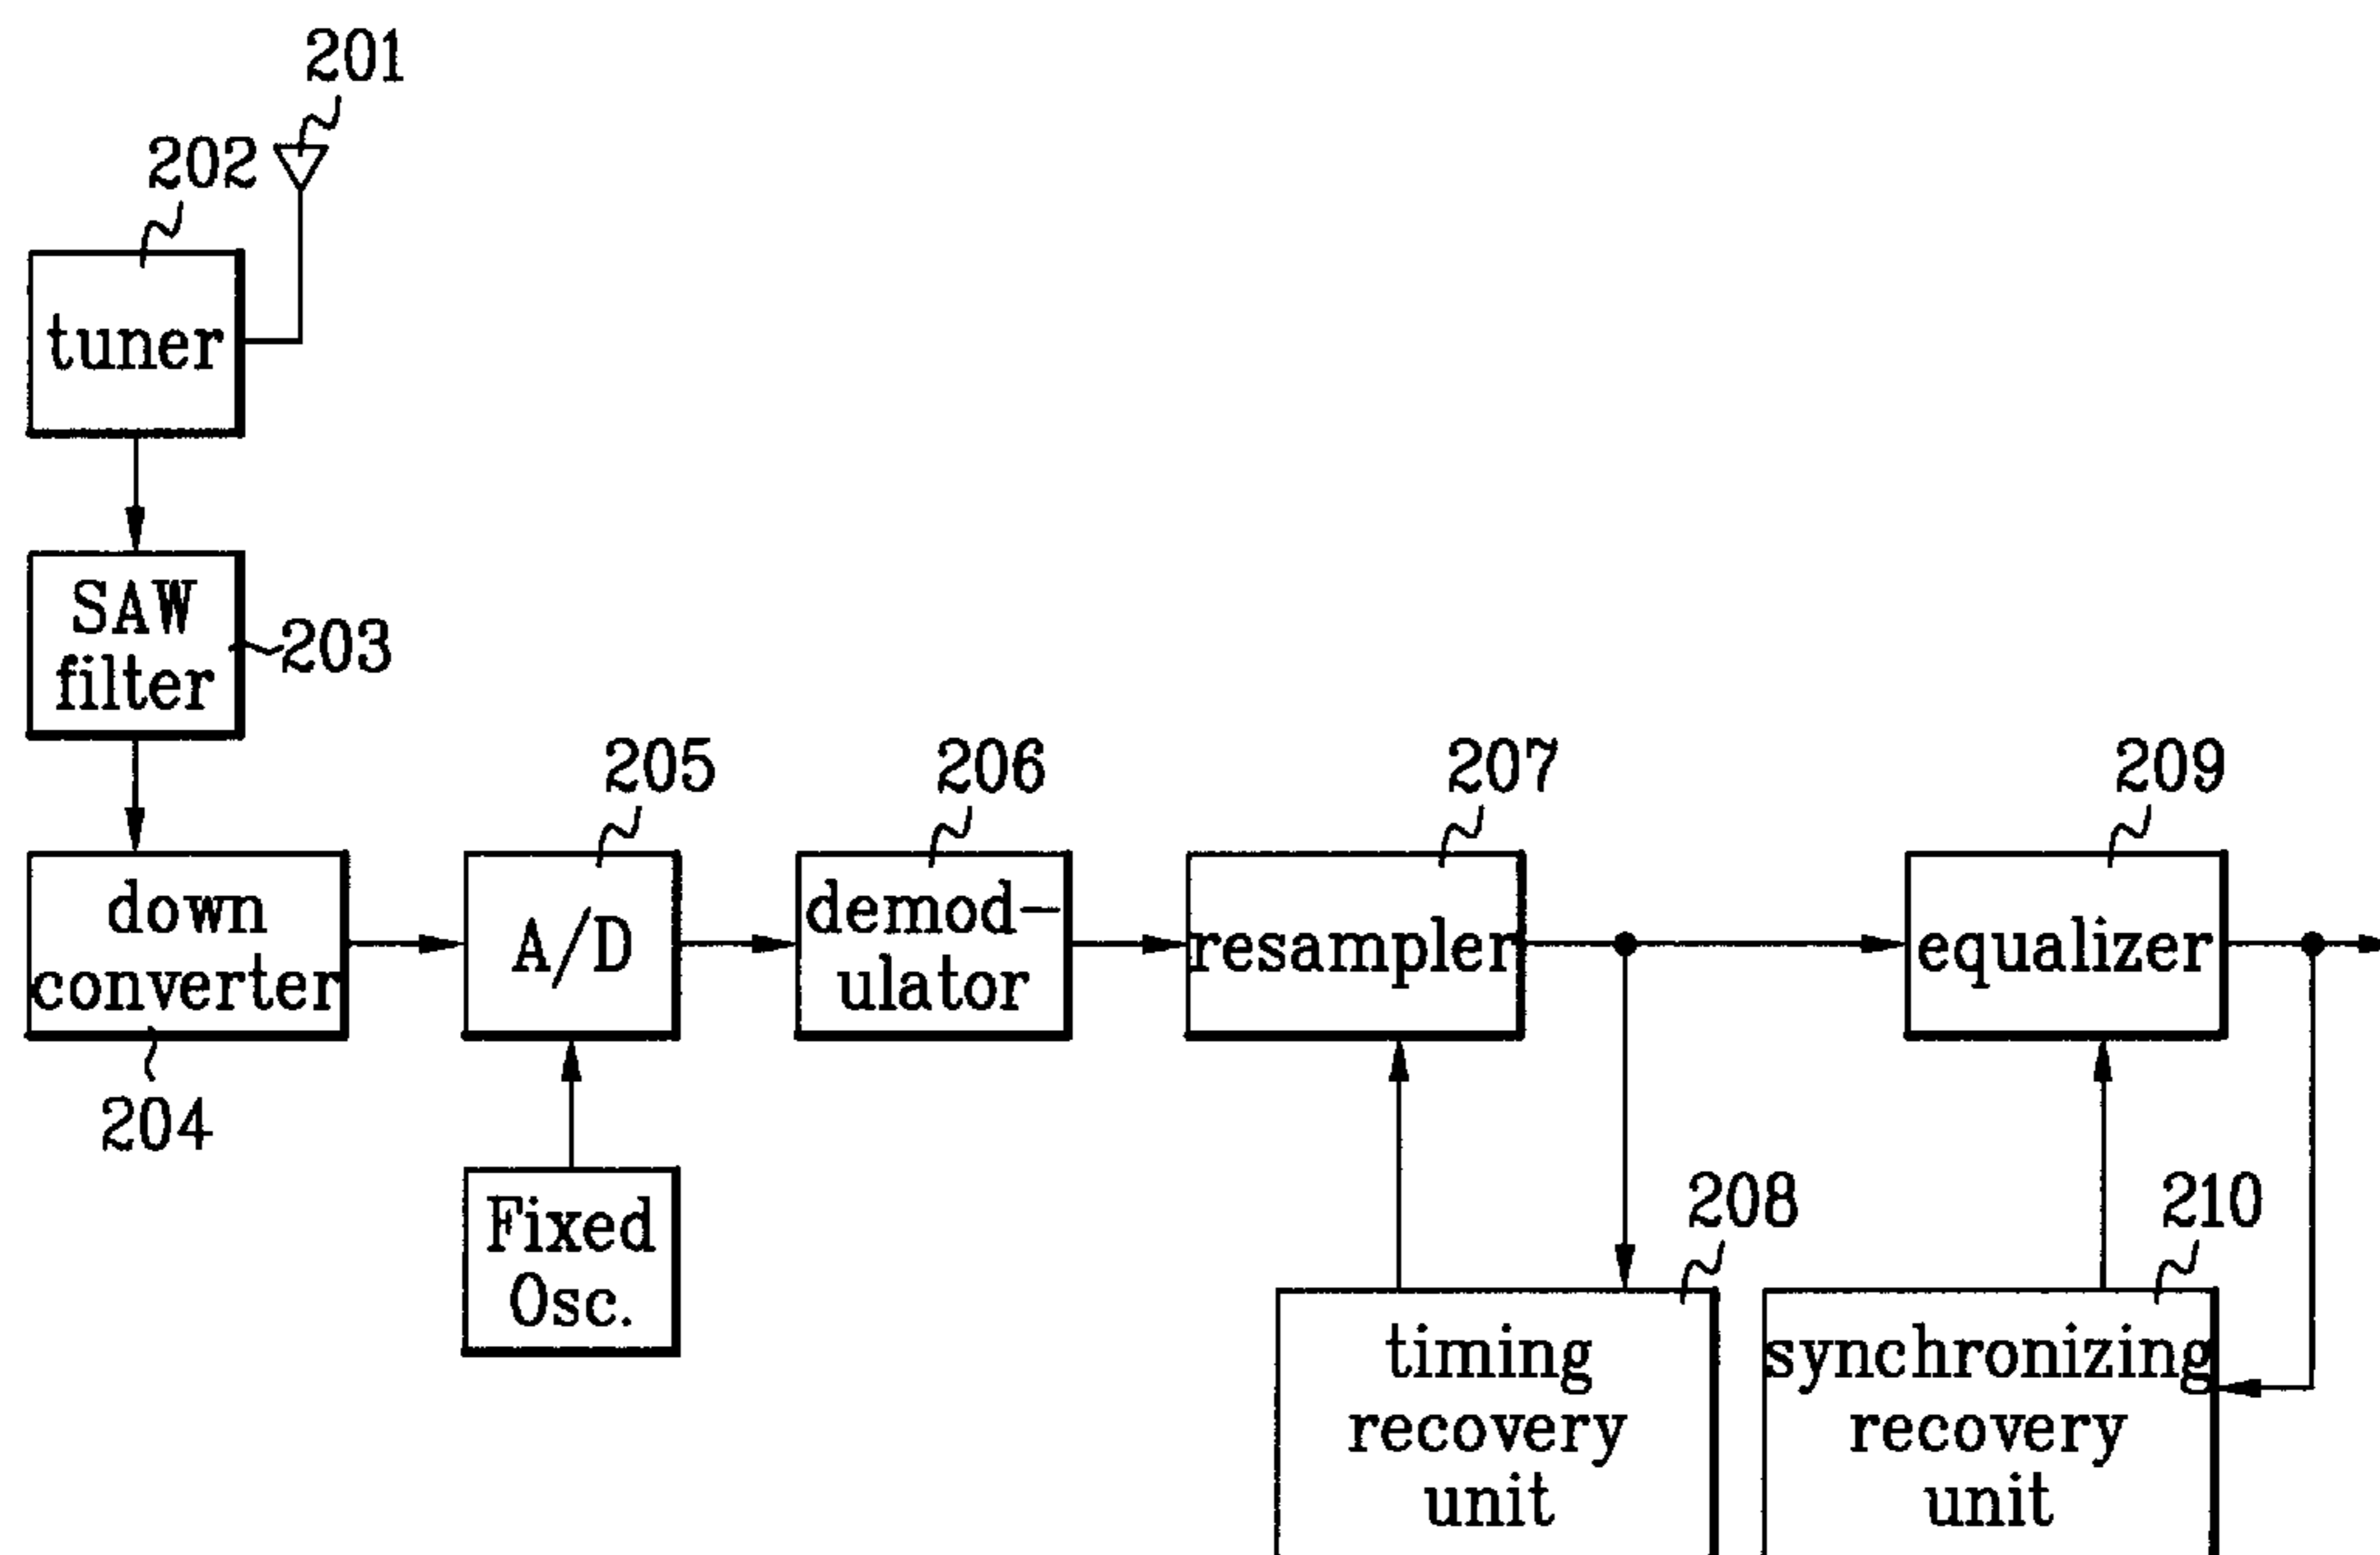 201
202
tuner
SAW
filter
203
205
206
207
209
down
converter
A/D
demod-
ulator
resampler
equalizer
204
Fixed
Osc.
208
210
timing
recovery
unit
synchronizing
recovery
unit